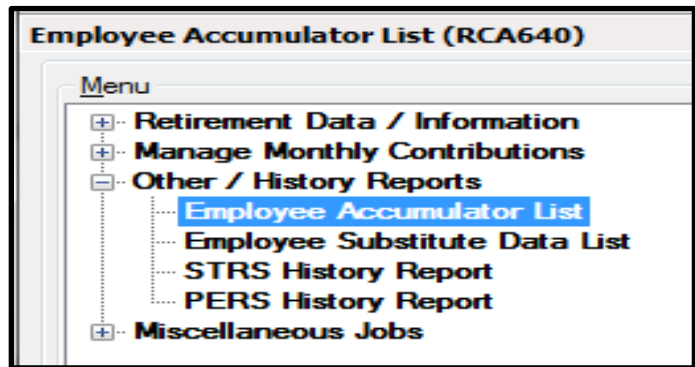 Employee Accumulator List (RCA640)
Menu
Retirement Data / Information
Manage Monthly Contributions
Other / History Reports
Employee Accumulator List
Employee Substitute Data List
STRS History Report
PERS History Report
Miscellaneous Jobs